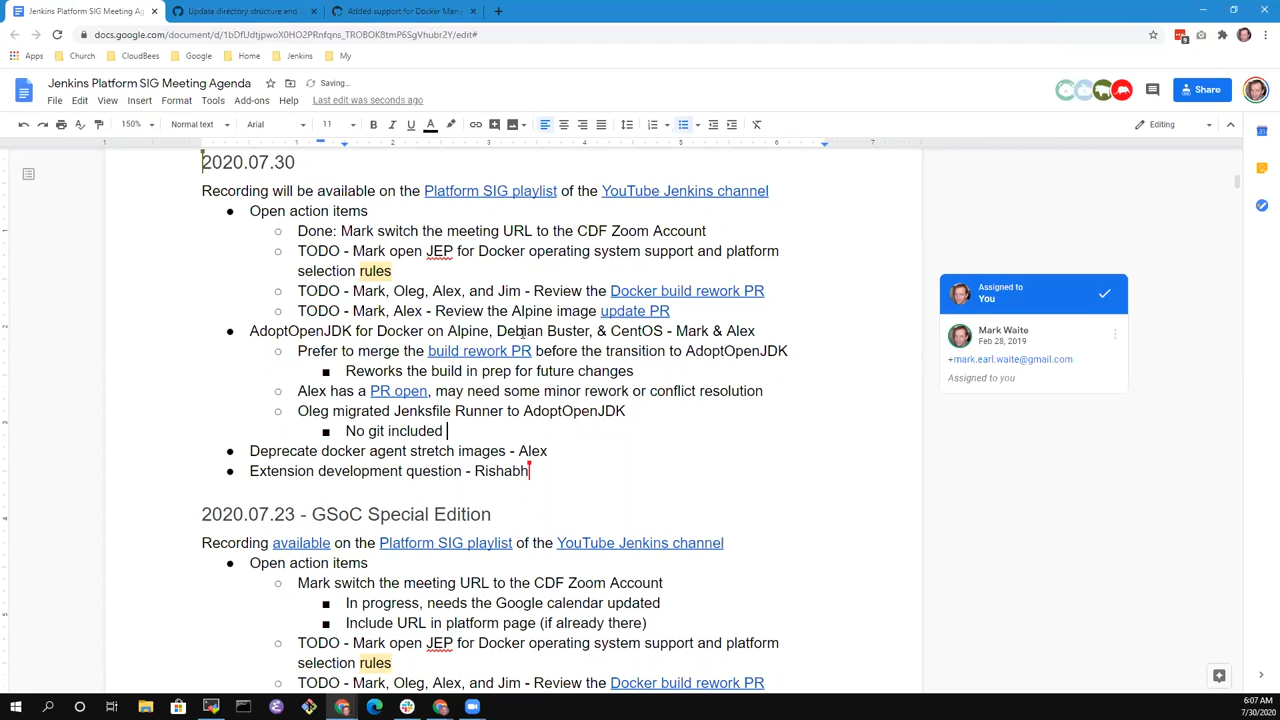 Jenkins Platform SIG Meeting Ag
Update directory structure and
Added support for Docker Man
docs.google.com/document/d/1bDfUdtjpwoX0HO2PRnfqns_TROBOK8tmP6SgVhubr2Y/edit#
Apps Church CloudBees Google Home Jenkins My
Jenkins Platform SIG Meeting Agenda Saving...
File Edit View Insert Format Tools Add-ons Help Last edit was seconds ago
Share
150% Normal text Arial 11 Editing
1 1 2 3 4 5 6 7
2020.07.30
Recording will be available on the Platform SIG playlist of the YouTube Jenkins channel
● Open action items
○ Done: Mark switch the meeting URL to the CDF Zoom Account
○ TODO - Mark open JEP for Docker operating system support and platform
selection rules
○ TODO - Mark, Oleg, Alex, and Jim - Review the Docker build rework PR
○ TODO - Mark, Alex - Review the Alpine image update PR
● AdoptOpenJDK for Docker on Alpine, Debian Buster, & CentOS - Mark & Alex
○ Prefer to merge the build rework PR before the transition to AdoptOpenJDK
■ Reworks the build in prep for future changes
○ Alex has a PR open, may need some minor rework or conflict resolution
○ Oleg migrated Jenksfile Runner to AdoptOpenJDK
■ No git included
● Deprecate docker agent stretch images - Alex
● Extension development question - Rishabh
2020.07.23 - GSoC Special Edition
Recording available on the Platform SIG playlist of the YouTube Jenkins channel
● Open action items
○ Mark switch the meeting URL to the CDF Zoom Account
■ In progress, needs the Google calendar updated
■ Include URL in platform page (if already there)
○ TODO - Mark open JEP for Docker operating system support and platform
selection rules
○ TODO - Mark, Oleg, Alex, and Jim - Review the Docker build rework PR
Assigned to
You
Mark Waite
Feb 28, 2019
+mark.earl.waite@gmail.com
Assigned to you
6:07 AM
7/30/2020